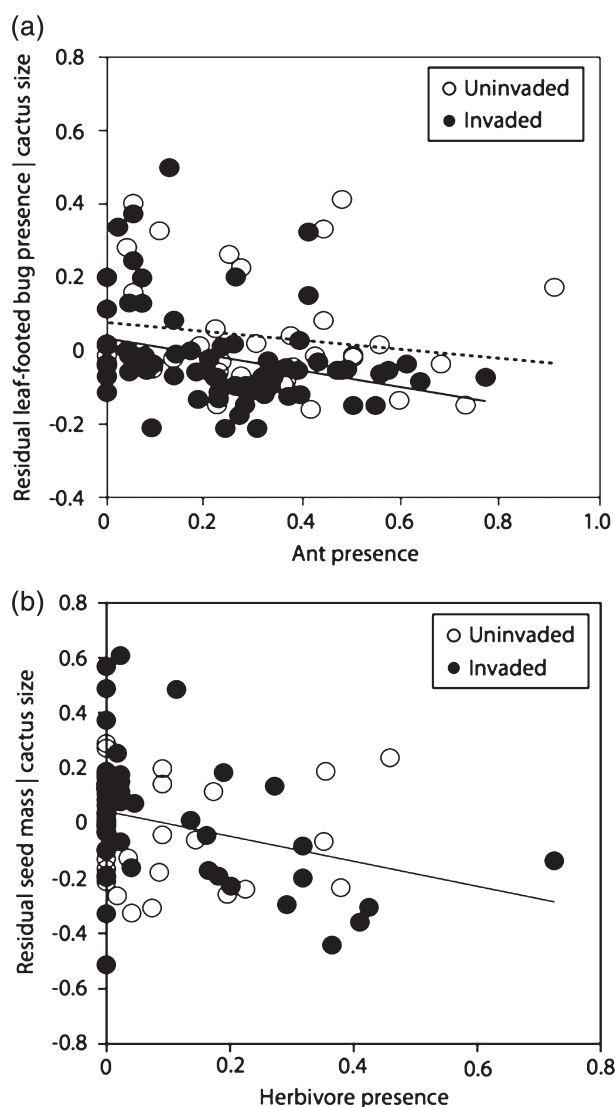 (a)
Residual leaf-footed bug presence | cactus size
0.8
0.6
0.4
0.2
0
-0.2
-0.4
Uninvaded
Invaded
0 0.2 0.4 0.6 0.8 1.0
Ant presence
(b)
Residual seed mass | cactus size
0.8
0.6
0.4
0.2
0
-0.2
-0.4
-0.6
-0.8
Uninvaded
Invaded
0 0.2 0.4 0.6 0.8
Herbivore presence